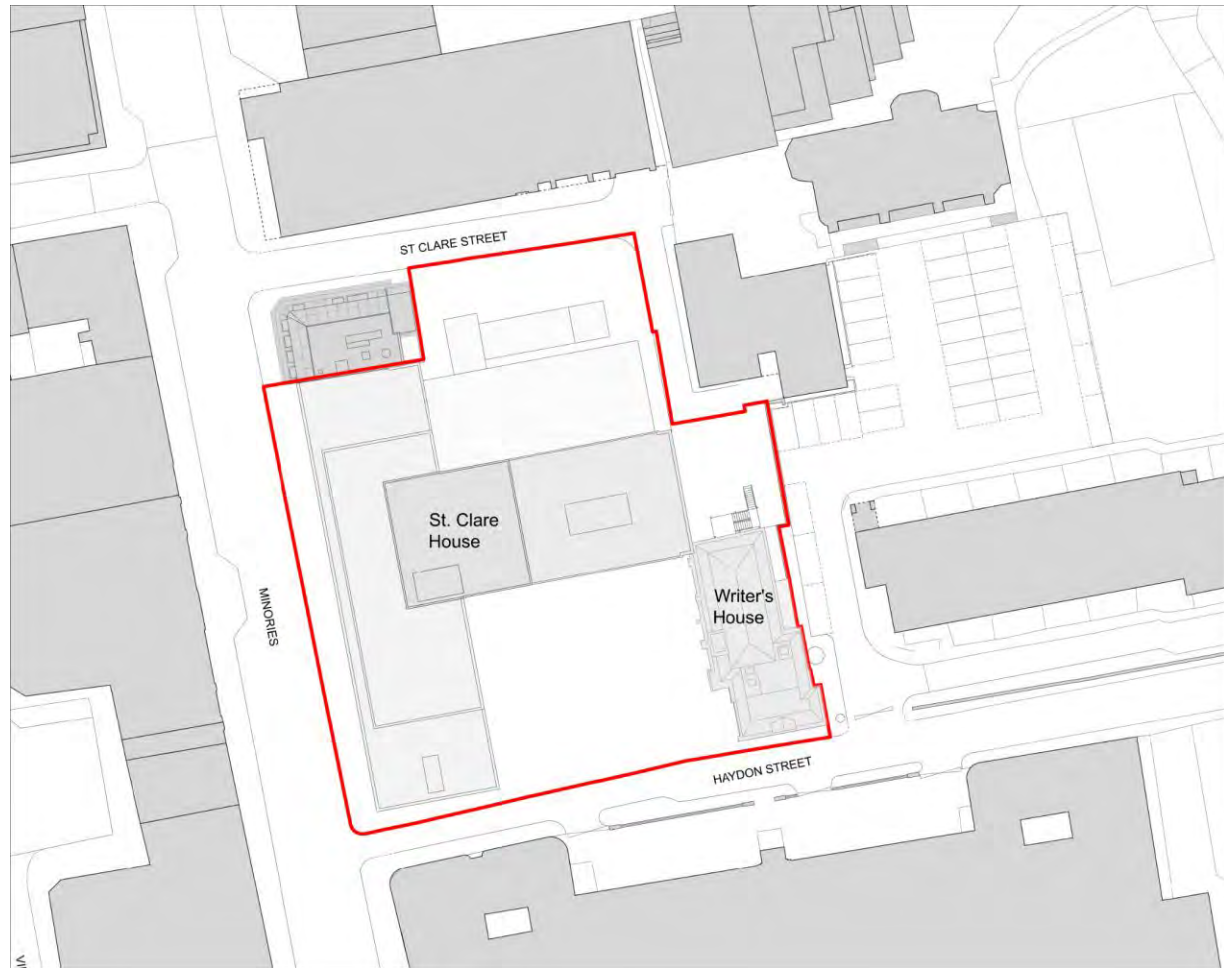 ST CLARE STREET
St. Clare
House
Writer's
House
MINORIES
HAYDON STREET